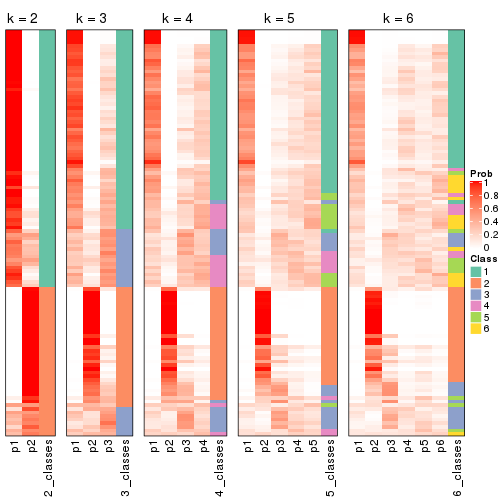 k = 2
k = 3
k = 4
k = 5
k = 6
p1
p2
2_classes
p1
p2
p3
3_classes
p1
p2
p3
p4
4_classes
p1
p2
p3
p4
p5
5_classes
p1
p2
p3
p4
p5
p6
6_classes
Prob
1
0.8
0.6
0.4
0.2
0
Class
1
2
3
4
5
6